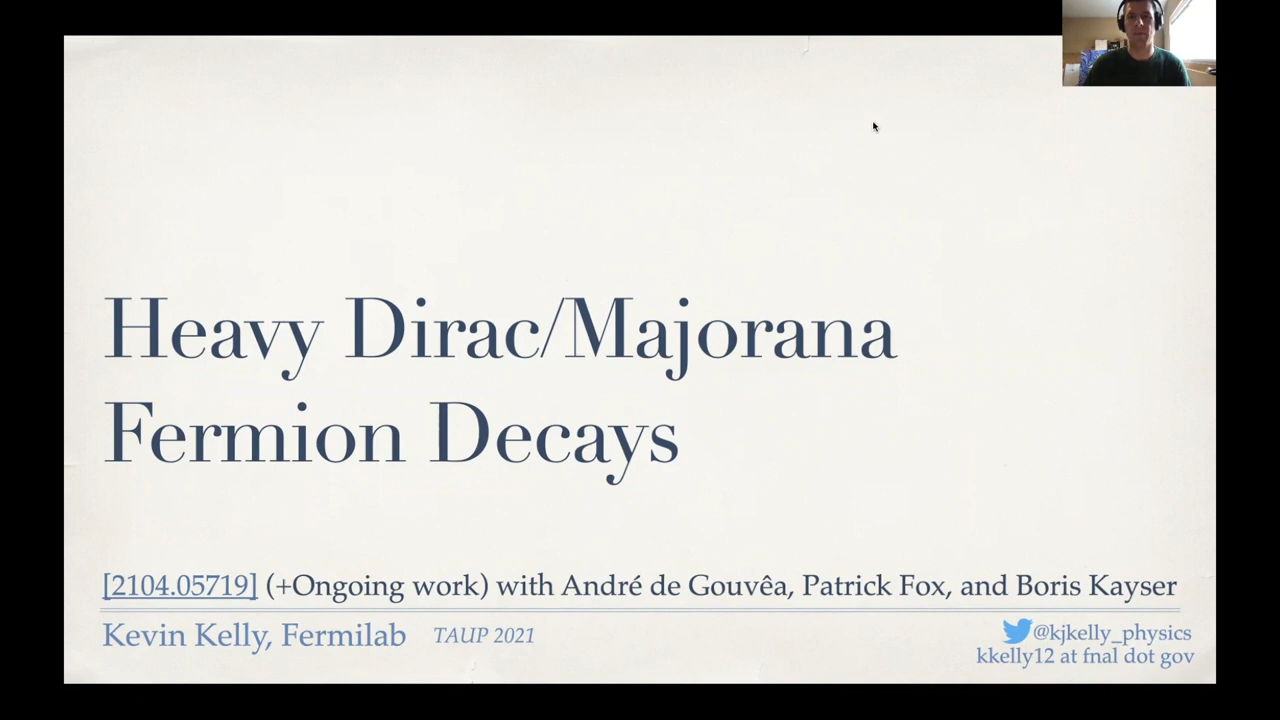 Heavy Dirac/Majorana
Fermion Decays
[2104.05719] (+Ongoing work) with André de Gouvêa, Patrick Fox, and Boris Kayser
Kevin Kelly, Fermilab TAUP 2021
@kjkelly_physics
kkelly12 at fnal dot gov